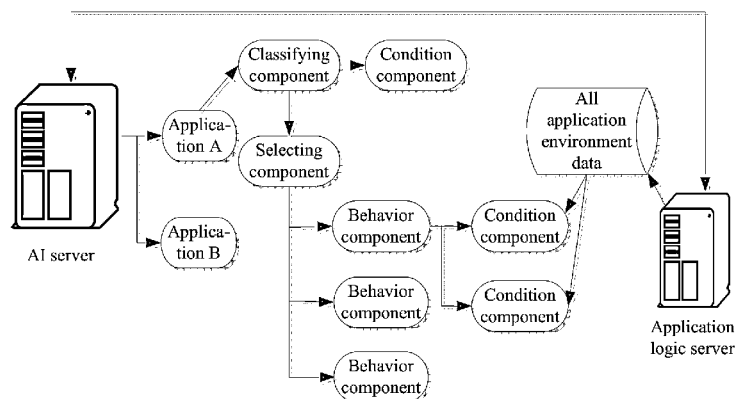 Classifying
component
Condition
component
Applica-
tion A
Selecting
component
All
application
environment
data
Applica-
tion B
AI server
Behavior
component
Condition
component
Behavior
component
Condition
component
Application
logic server
Behavior
component